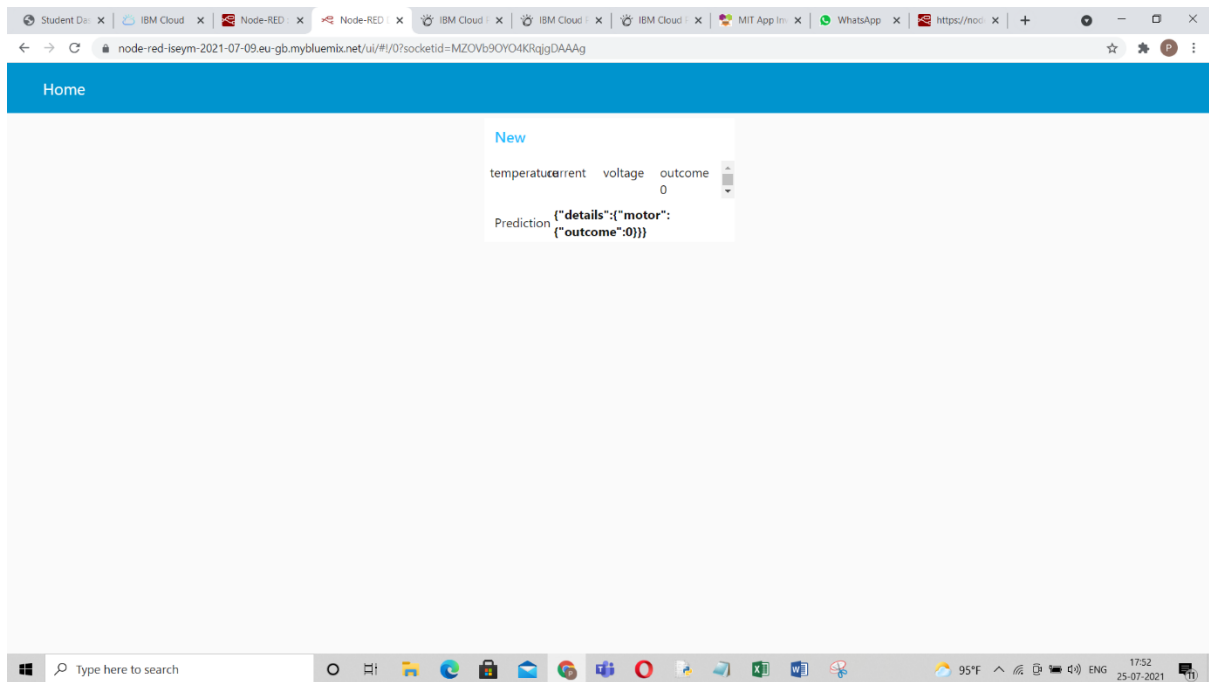 Student Da
IBM Cloud
Node-RED :
Node-RED (
IBM Cloud F
IBM Cloud F
IBM Cloud F
MIT App In
WhatsApp
https://nod
node-red-iseym-2021-07-09.eu-gb.mybluemix.net/ui/#!/0?socketid=MZOVb9OYO4KRqjgDAAAg
P
Home
New
temperature current voltage outcome
0
Prediction {"details":{"motor":
{"outcome":0}}}
Type here to search
95°F
ENG
17:52
25-07-2021